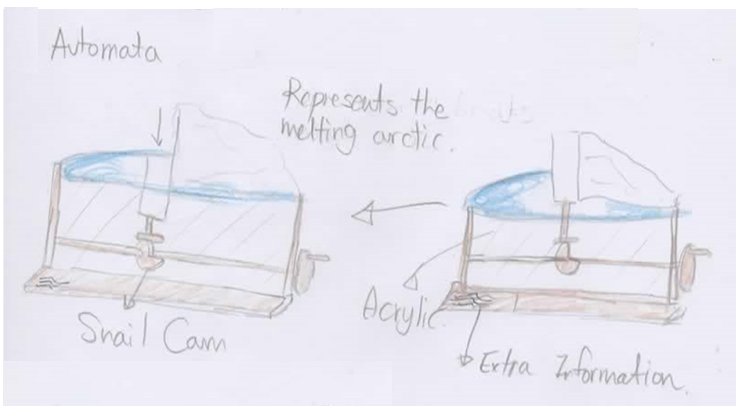 Automata
Represents the
melting arctic.
Snail Cam
Acrylic.
Extra Information.